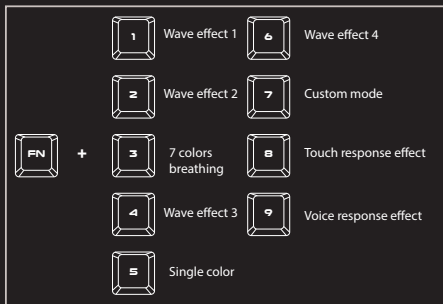 1 Wave effect 1
6 Wave effect 4
2 Wave effect 2
7 Custom mode
FN + 3 7 colors
breathing
8 Touch response effect
4 Wave effect 3
9 Voice response effect
5 Single color